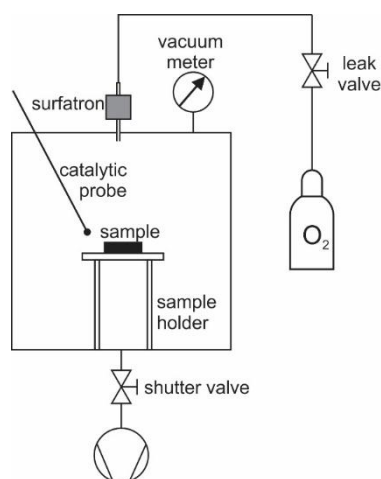 vacuum
meter
leak
valve
surfatron
catalytic
probe
sample
O2
sample
holder
shutter valve